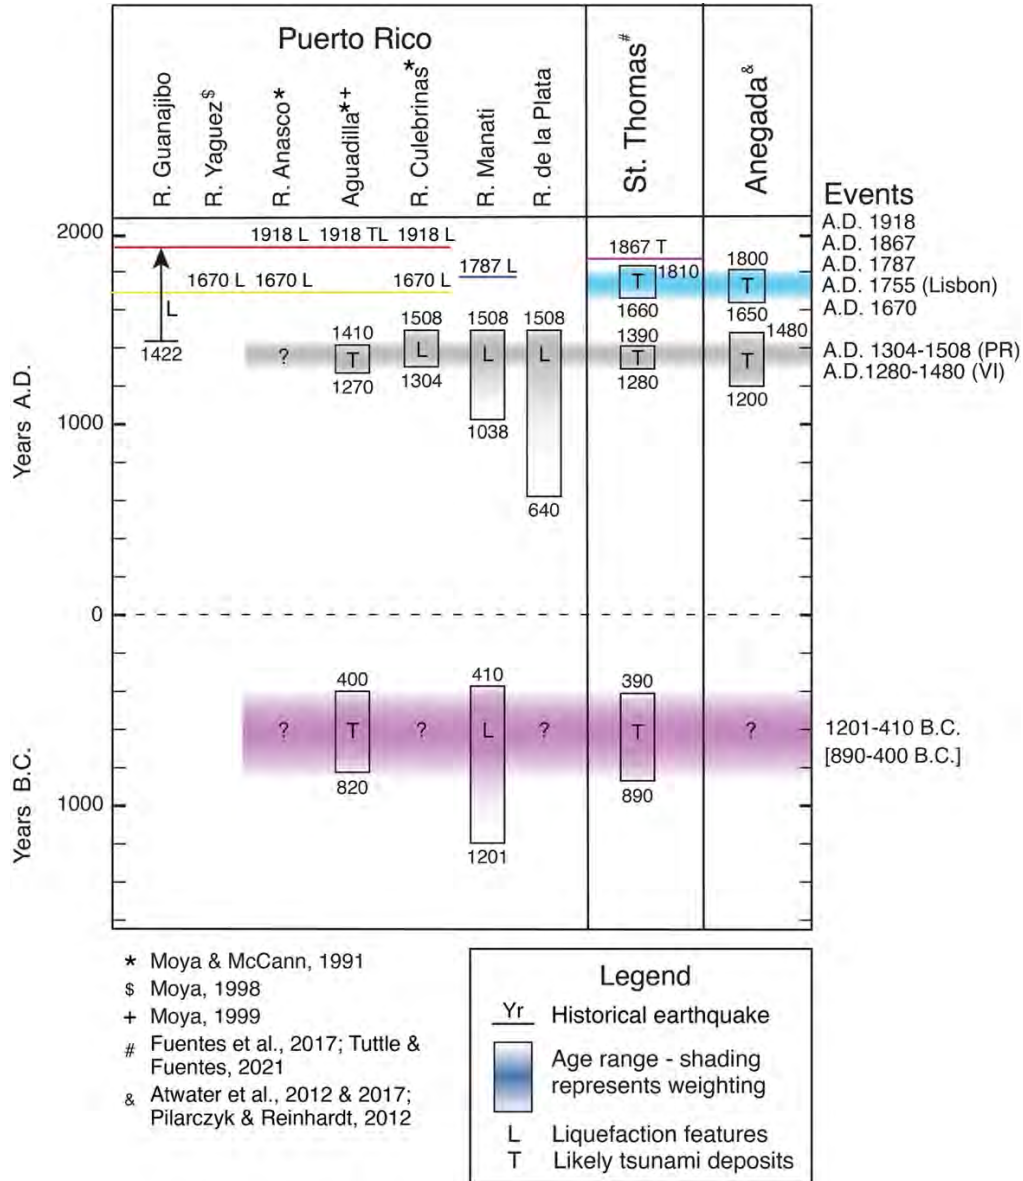 Puerto Rico
R. Guanajibo
R. Yaguez$
R. Anasco*
Aguadilla*+
R. Culebrinas*
R. Manati
R. de la Plata
St. Thomas#
Anegada&
Events
A.D. 1918
A.D. 1867
A.D. 1787
A.D. 1755 (Lisbon)
A.D. 1670
A.D. 1304-1508 (PR)
A.D.1280-1480 (VI)
1201-410 B.C.
[890-400 B.C.]
Years A.D.
Years B.C.
2000
1000
0
1000
1918 L 1918 TL 1918 L
1867 T
1670 L 1670 L 1670 L
1787 L
1810
1800
T
T
1660
1650
L
1422
?
1410
T
1270
1508
L
1304
1508
L
1038
1508
L
640
1390
T
1280
1480
T
1200
?
400
T
820
?
410
L
1201
?
390
T
890
?
* Moya & McCann, 1991
$ Moya, 1998
+ Moya, 1999
# Fuentes et al., 2017; Tuttle &
Fuentes, 2021
& Atwater et al., 2012 & 2017;
Pilarczyk & Reinhardt, 2012
Legend
Yr Historical earthquake
Age range - shading
represents weighting
L Liquefaction features
T Likely tsunami deposits